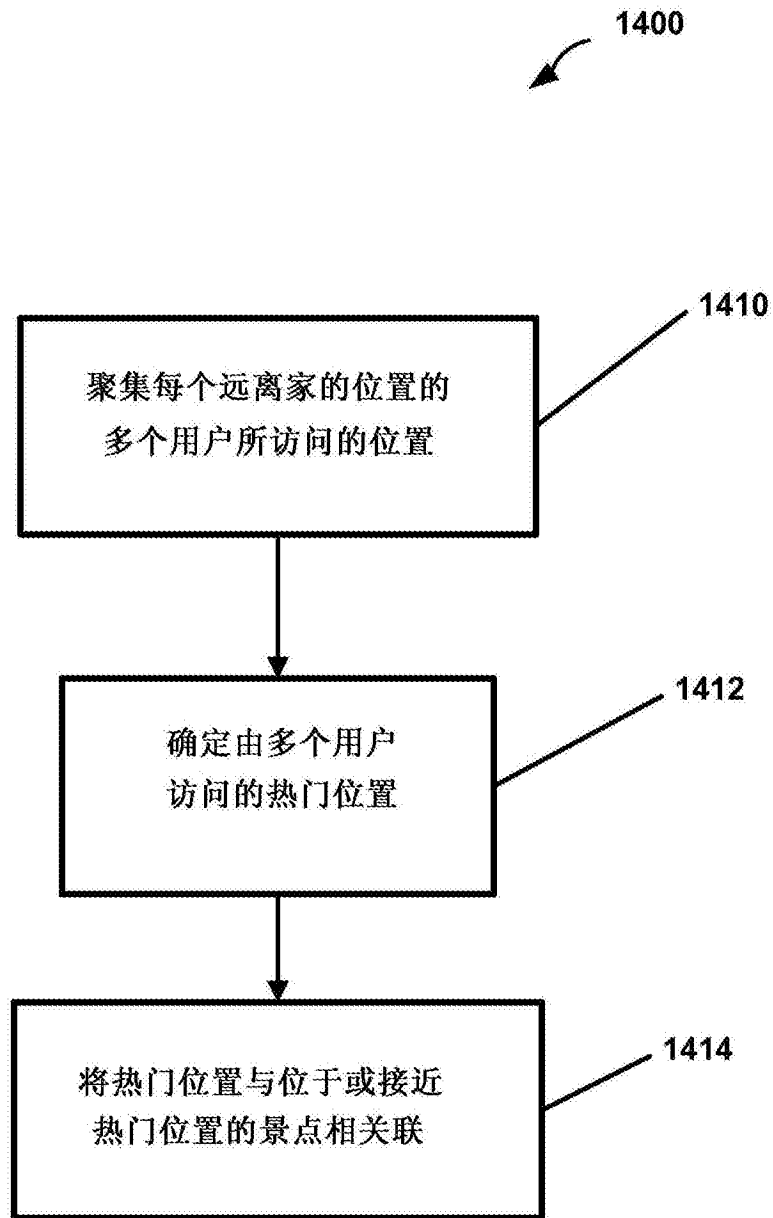 1400
1410
聚集每个远离家的位置的
多个用户所访问的位置
1412
确定由多个用户
访问的热门位置
1414
将热门位置与位于或接近
热门位置的景点相关联